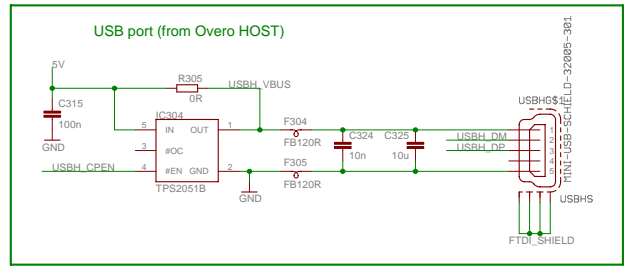 USB port (from Overo HOST)
5V
R305
USBH_VBUS
0R
C315
100n
GND
IC304
5 IN OUT 1
3 #OC
4 #EN GND 2
TPS2051B
USBH_CPEN
GND
F304
FB120R
F305
FB120R
C324
10n
C325
10u
USBH_DM
USBH_DP
USBHG$1
1
2
3
4
5
MINI-USB-SCHIELD-32005-301
USBHS
FTDI_SHIELD